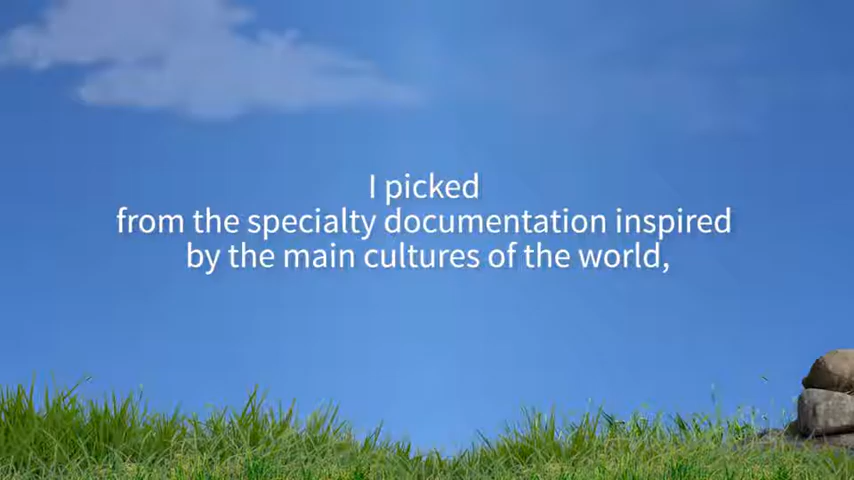 I picked
from the specialty documentation inspired
by the main cultures of the world,